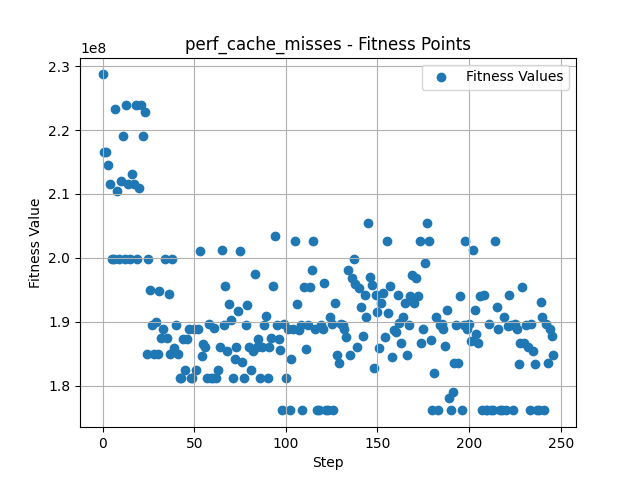 perf_cache_misses - Fitness Points
1e8
2.3
2.2
2.1
2.0
1.9
1.8
Fitness Value
Fitness Values
0 50 100 150 200 250
Step